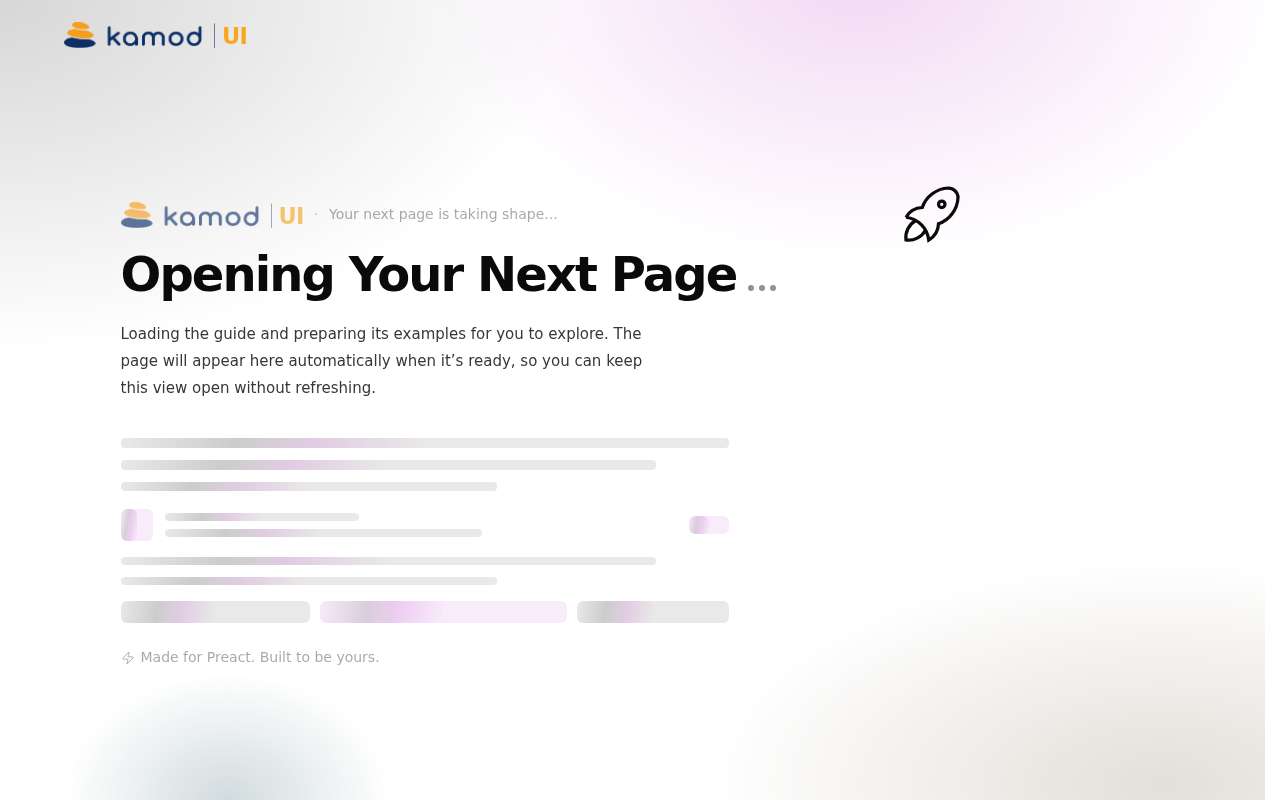 kamod UI
kamod UI · Your next page is taking shape...
Opening Your Next Page...
Loading the guide and preparing its examples for you to explore. The
page will appear here automatically when it’s ready, so you can keep
this view open without refreshing.
Made for Preact. Built to be yours.